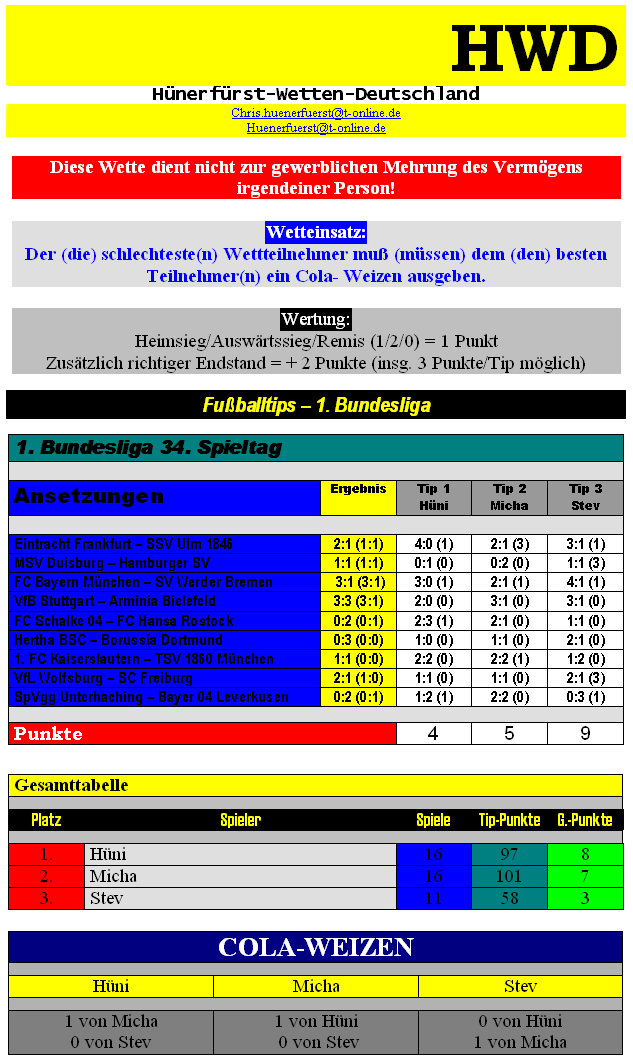 HWD
Hünerfürst-Wetten-Deutschland
Chris.huenerfuerst@t-online.de
Huenerfuerst@t-online.de
Diese Wette dient nicht zur gewerblichen Mehrung des Vermögens
irgendeiner Person!
Wetteinsatz:
Der (die) schlechteste(n) Wettteilnehmer muß (müssen) dem (den) besten
Teilnehmer(n) ein Cola- Weizen ausgeben.
Wertung:
Heimsieg/Auswärtssieg/Remis (1/2/0) = 1 Punkt
Zusätzlich richtiger Endstand = + 2 Punkte (insg. 3 Punkte/Tip möglich)
Fußballtips – 1. Bundesliga
1. Bundesliga 34. Spieltag
Ansetzungen Ergebnis Tip 1 Tip 2 Tip 3
Hüni Micha Stev
Eintracht Frankfurt – SSV Ulm 1846 2:1 (1:1) 4:0 (1) 2:1 (3) 3:1 (1)
MSV Duisburg – Hamburger SV 1:1 (1:1) 0:1 (0) 0:2 (0) 1:1 (3)
FC Bayern München – SV Werder Bremen 3:1 (3:1) 3:0 (1) 2:1 (1) 4:1 (1)
VfB Stuttgart – Arminia Bielefeld 3:3 (3:1) 2:0 (0) 3:1 (0) 3:1 (0)
FC Schalke 04 – FC Hansa Rostock 0:2 (0:1) 2:3 (1) 2:1 (0) 1:1 (0)
Hertha BSC – Borussia Dortmund 0:3 (0:0) 1:0 (0) 1:1 (0) 2:1 (0)
1. FC Kaiserslautern – TSV 1860 München 1:1 (0:0) 2:2 (0) 2:2 (1) 1:2 (0)
VfL Wolfsburg – SC Freiburg 2:1 (1:0) 1:1 (0) 1:1 (0) 2:1 (3)
SpVgg Unterhaching – Bayer 04 Leverkusen 0:2 (0:1) 1:2 (1) 2:2 (0) 0:3 (1)
Punkte 4 5 9
Gesamttabelle
Platz Spieler Spiele Tip-Punkte G.-Punkte
1. Hüni 16 97 8
2. Micha 16 101 7
3. Stev 11 58 3
COLA-WEIZEN
Hüni Micha Stev
1 von Micha 1 von Hüni 0 von Hüni
0 von Stev 0 von Stev 1 von Micha